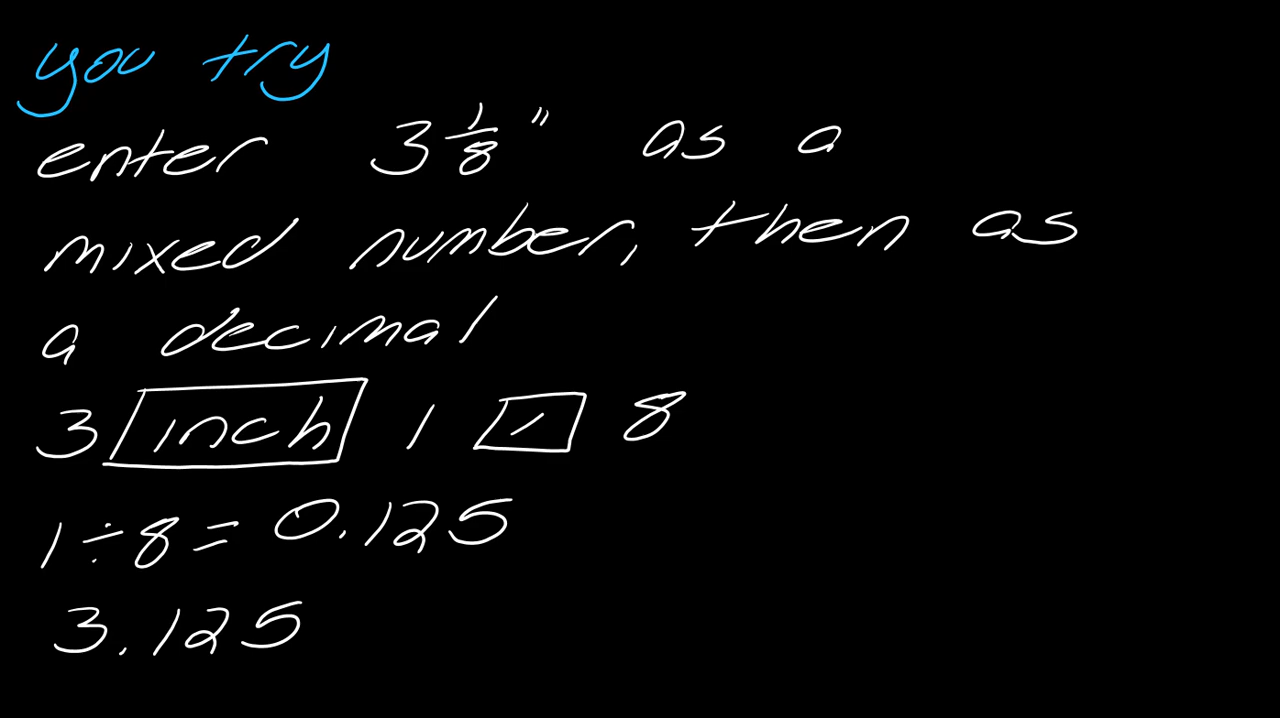 you try
enter 3 1/8" as a
mixed number, then as
a decimal
3 inch 1 / 8
1 ÷ 8 = 0.125
3.125